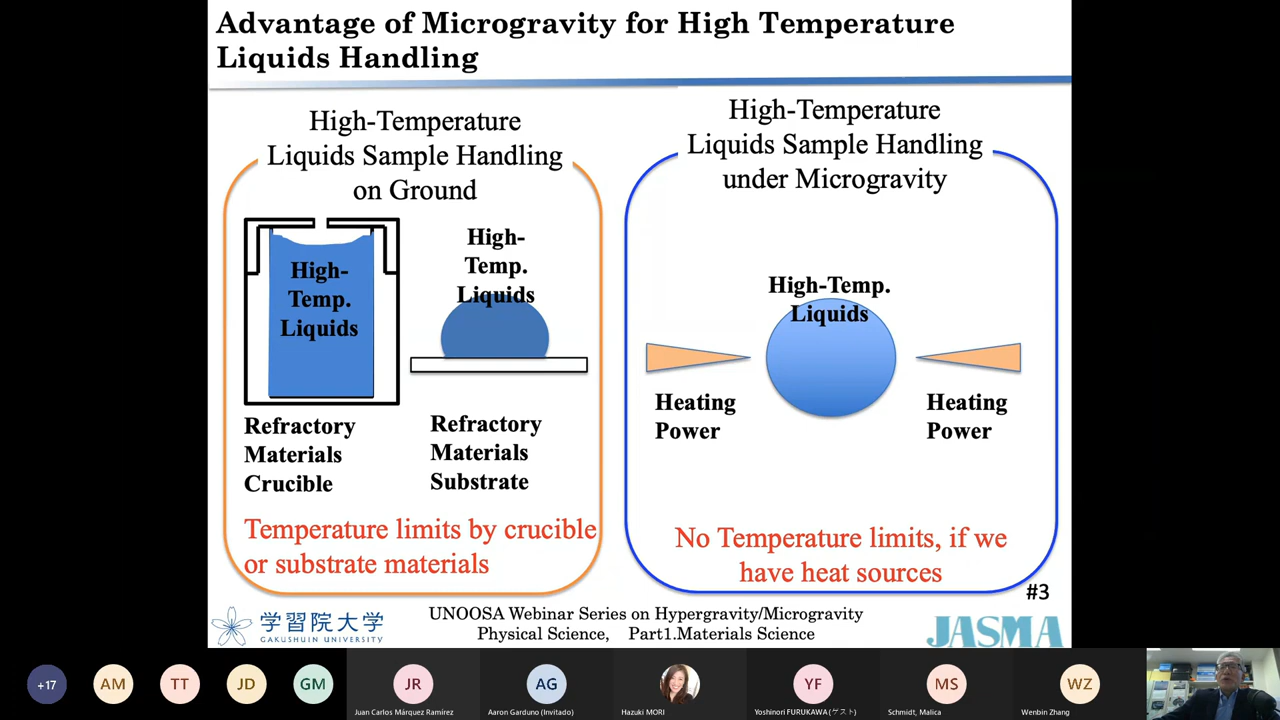 Advantage of Microgravity for High Temperature
Liquids Handling
High-Temperature
Liquids Sample Handling
on Ground
High-
Temp.
Liquids
High-
Temp.
Liquids
Refractory
Materials
Crucible
Refractory
Materials
Substrate
Temperature limits by crucible
or substrate materials
High-Temperature
Liquids Sample Handling
under Microgravity
High-Temp.
Liquids
Heating
Power
Heating
Power
No Temperature limits, if we
have heat sources
#3
学習院大学
GAKUSHUIN UNIVERSITY
UNOOSA Webinar Series on Hypergravity/Microgravity
Physical Science, Part1.Materials Science
JASMA
+17
AM
TT
JD
GM
JR
Juan Carlos Márquez Ramírez
AG
Aaron Garduno (Invitado)
Hazuki MORI
YF
Yoshinori FURUKAWA (ゲスト)
MS
Schmidt, Malica
WZ
Wenbin Zhang